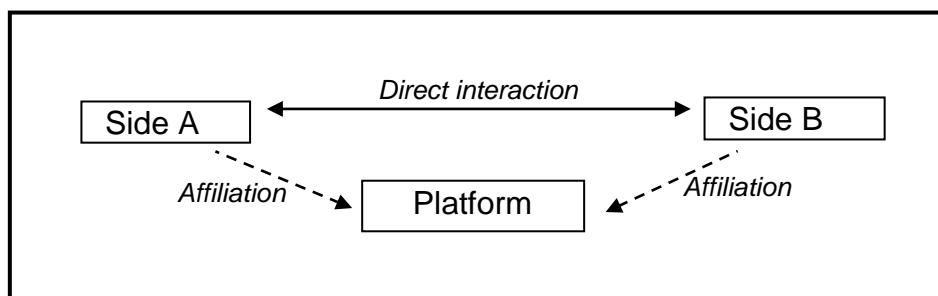 Direct interaction
Side A
Side B
Affiliation
Affiliation
Platform